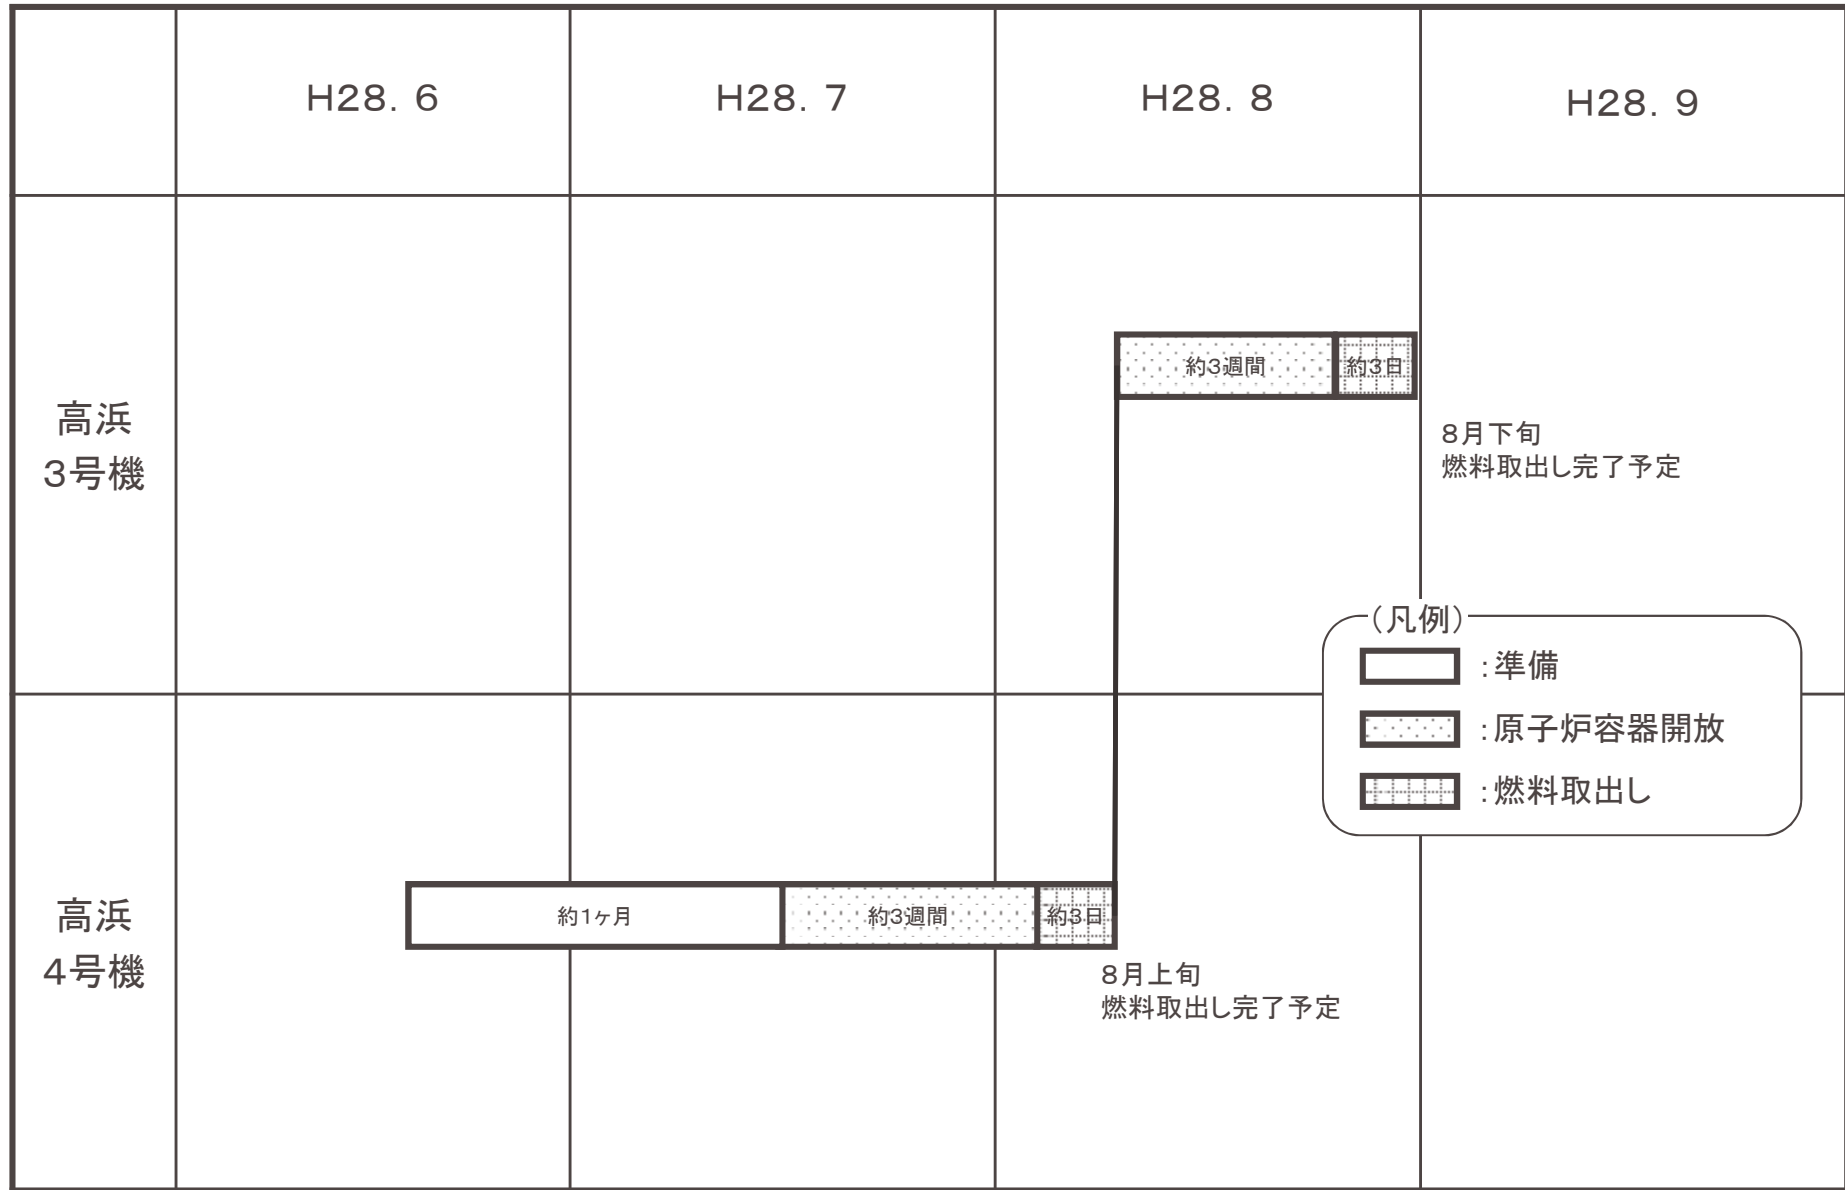 H28. 6
H28. 7
H28. 8
H28. 9
高浜
3号機
約3週間
約3日
8月下旬
燃料取出し完了予定
(凡例)
:準備
:原子炉容器開放
:燃料取出し
高浜
4号機
約1ヶ月
約3週間
約3日
8月上旬
燃料取出し完了予定